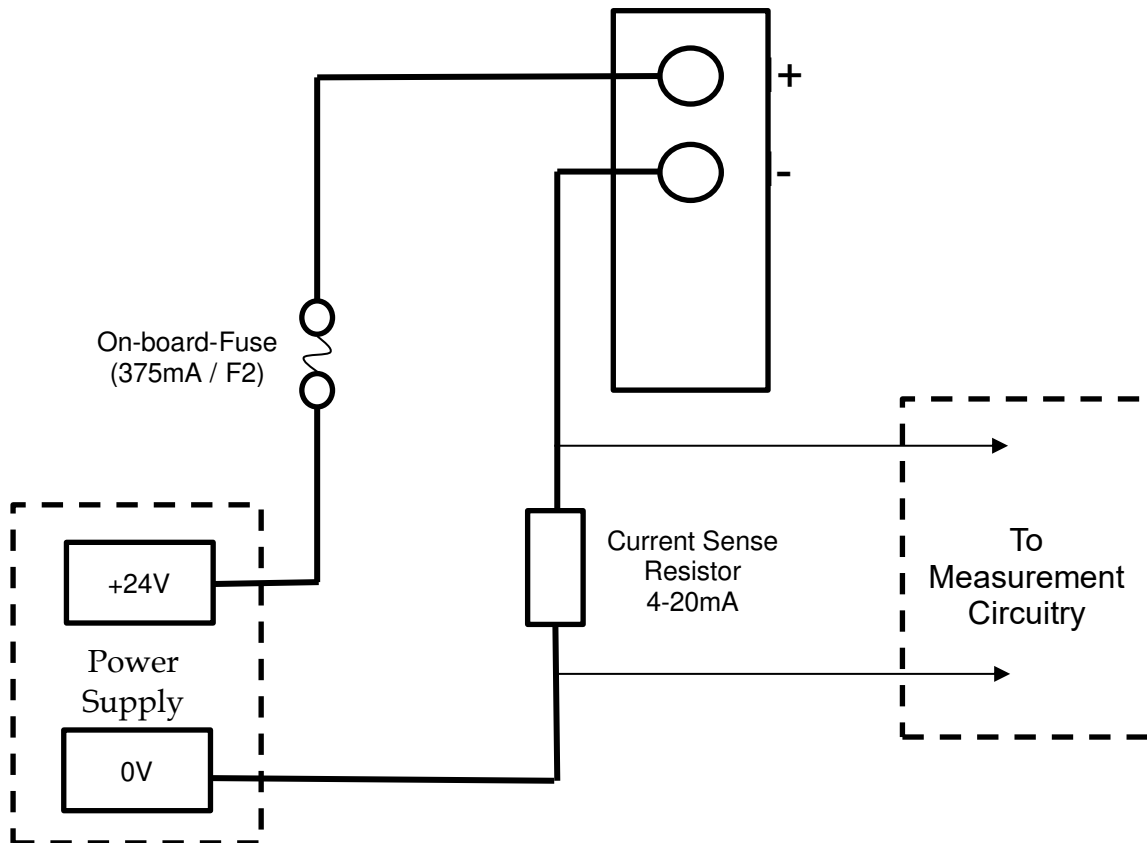 +
-
On-board-Fuse
(375mA / F2)
+24V
Power
Supply
0V
Current Sense
Resistor
4-20mA
To
Measurement
Circuitry